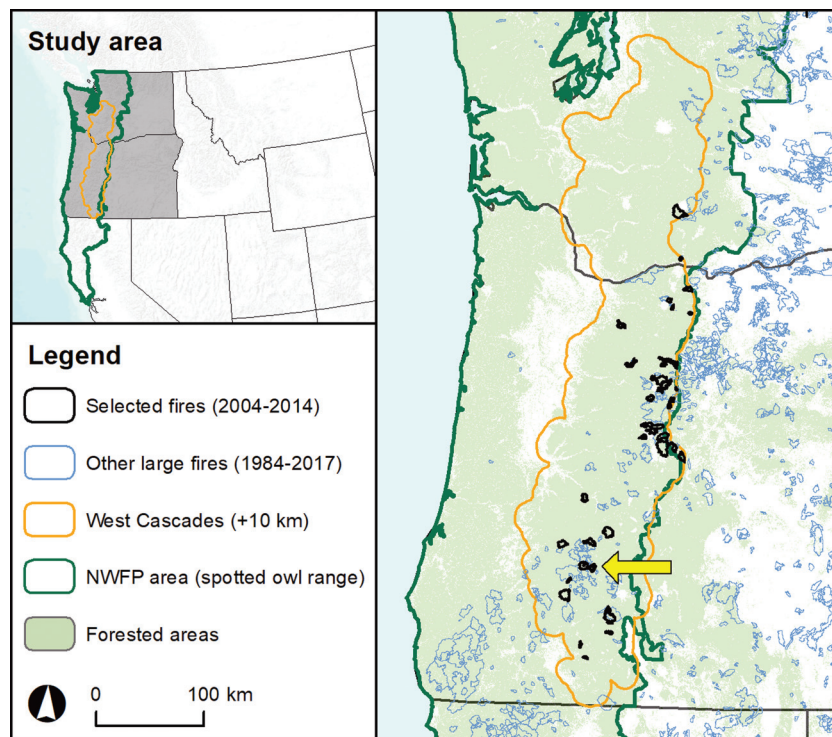 Study area
Legend
Selected fires (2004-2014)
Other large fires (1984-2017)
West Cascades (+10 km)
NWFP area (spotted owl range)
Forested areas
0 100 km